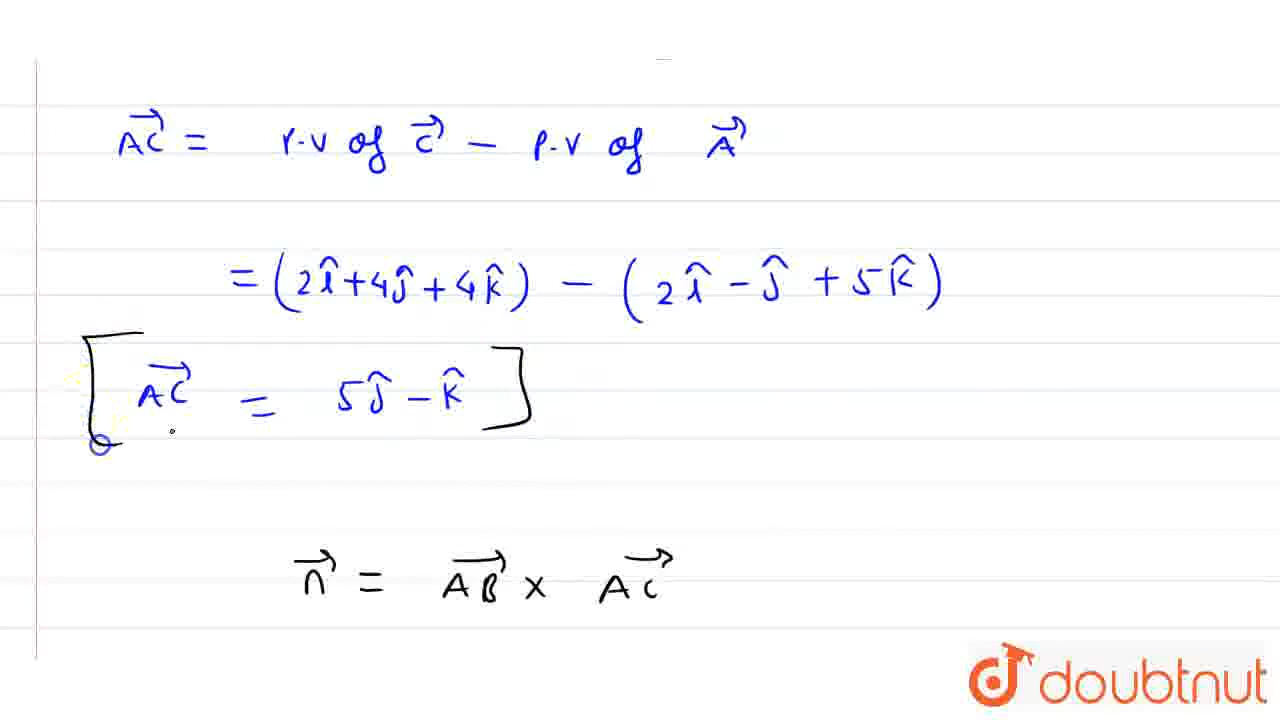 AC⃗ = P.V of C⃗ – P.V of A⃗
= (2î + 4ĵ + 4k̂) – (2î – ĵ + 5k̂)
[AC⃗ = 5ĵ – k̂]
n⃗ = AB⃗ × AC⃗
doubtnut